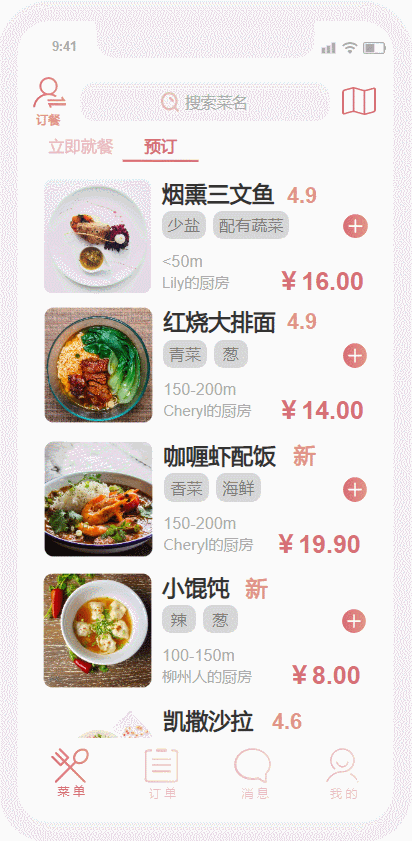 9:41
搜索菜名
订餐
立即就餐 预订
烟熏三文鱼 4.9
少盐 配有蔬菜
<50m
Lily的厨房 ¥16.00
红烧大排面 4.9
青菜 葱
150-200m
Cheryl的厨房 ¥14.00
咖喱虾配饭 新
香菜 海鲜
150-200m
Cheryl的厨房 ¥19.90
小馄饨 新
辣 葱
100-150m
柳州人的厨房 ¥8.00
凯撒沙拉 4.6
菜单 订单 消息 我的